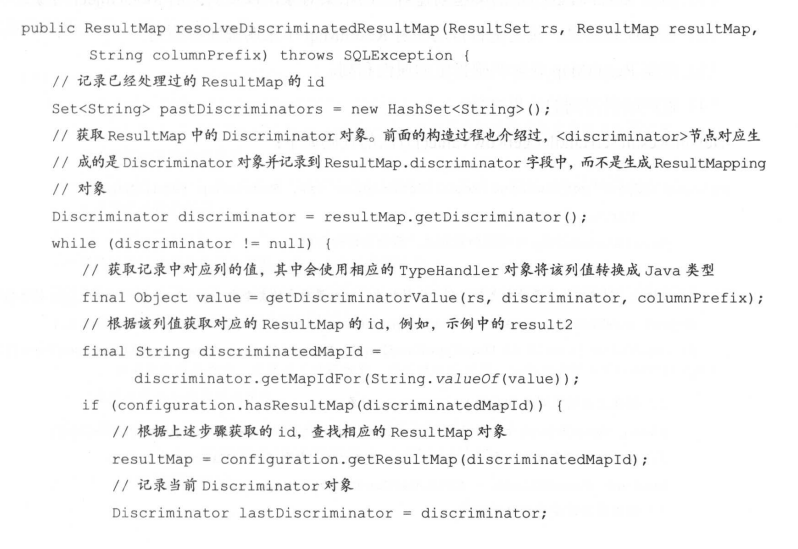 public ResultMap resolveDiscriminatedResultMap(ResultSet rs, ResultMap resultMap,
String columnPrefix) throws SQLException {
// 记录已经处理过的 ResultMap 的 id
Set<String> pastDiscriminators = new HashSet<String>();
// 获取 ResultMap 中的 Discriminator 对象。前面的构造过程也介绍过，<discriminator>节点对应生
// 成的是 Discriminator 对象并记录到 ResultMap.discriminator 字段中，而不是生成 ResultMapping
// 对象
Discriminator discriminator = resultMap.getDiscriminator();
while (discriminator != null) {
// 获取记录中对应列的值，其中会使用相应的 TypeHandler 对象将该列值转换成 Java 类型
final Object value = getDiscriminatorValue(rs, discriminator, columnPrefix);
// 根据该列值获取对应的 ResultMap 的 id，例如，示例中的 result2
final String discriminatedMapId =
discriminator.getMapIdFor(String.valueOf(value));
if (configuration.hasResultMap(discriminatedMapId)) {
// 根据上述步骤获取的 id，查找相应的 ResultMap 对象
resultMap = configuration.getResultMap(discriminatedMapId);
// 记录当前 Discriminator 对象
Discriminator lastDiscriminator = discriminator;